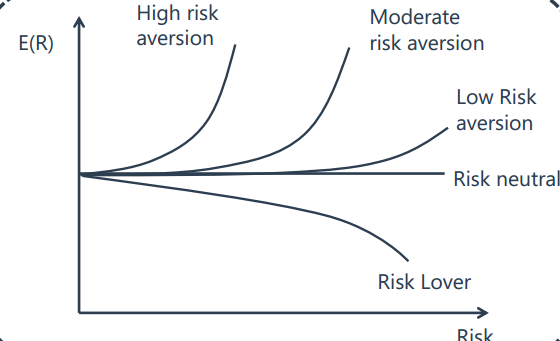 High risk
aversion
Moderate
risk aversion
E(R)
Low Risk
aversion
Risk neutral
Risk Lover
Risk